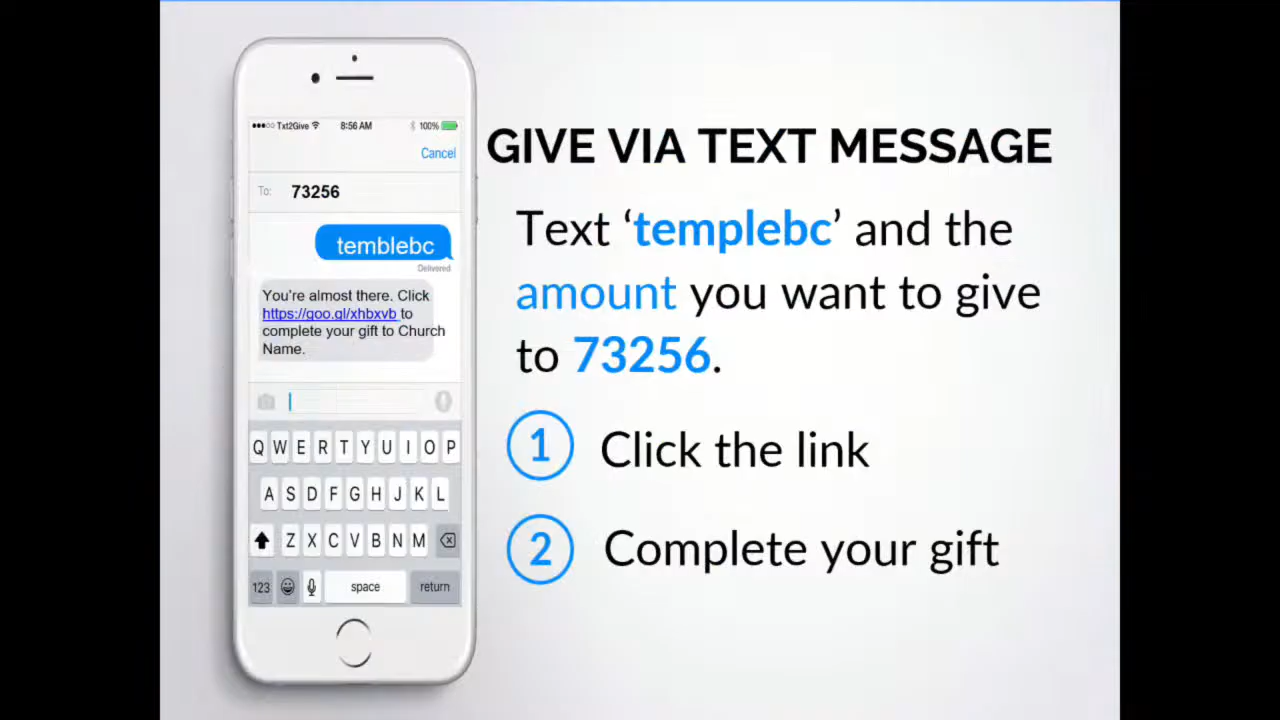 Txt2Give 8:56 AM 100%
Cancel
To: 73256
temblebc
Delivered
You're almost there. Click
https://goo.gl/xhbxvb to
complete your gift to Church
Name.
Q W E R T Y U I O P
A S D F G H J K L
Z X C V B N M
123 space return
GIVE VIA TEXT MESSAGE
Text ‘templebc’ and the
amount you want to give
to 73256.
1 Click the link
2 Complete your gift